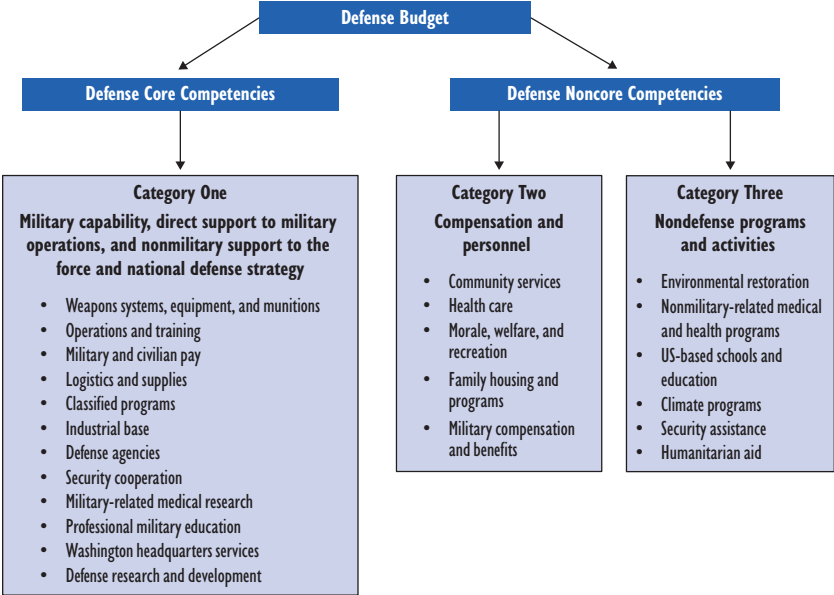 Defense Budget
Defense Core Competencies
Defense Noncore Competencies
Category One
Military capability, direct support to military
operations, and nonmilitary support to the
force and national defense strategy
• Weapons systems, equipment, and munitions
• Operations and training
• Military and civilian pay
• Logistics and supplies
• Classified programs
• Industrial base
• Defense agencies
• Security cooperation
• Military-related medical research
• Professional military education
• Washington headquarters services
• Defense research and development
Category Two
Compensation and
personnel
• Community services
• Health care
• Morale, welfare, and
recreation
• Family housing and
programs
• Military compensation
and benefits
Category Three
Nondefense programs
and activities
• Environmental restoration
• Nonmilitary-related medical
and health programs
• US-based schools and
education
• Climate programs
• Security assistance
• Humanitarian aid